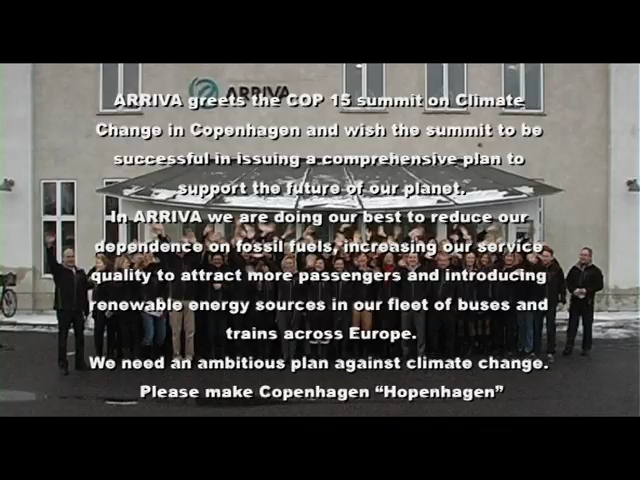 ARRIVA
ARRIVA greets the COP 15 summit on Climate
Change in Copenhagen and wish the summit to be
successful in issuing a comprehensive plan to
support the future of our planet.
In ARRIVA we are doing our best to reduce our
dependence on fossil fuels, increasing our service
quality to attract more passengers and introducing
renewable energy sources in our fleet of buses and
trains across Europe.
We need an ambitious plan against climate change.
Please make Copenhagen “Hopenhagen”